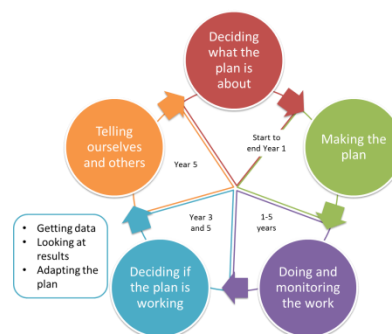 Deciding
what the
plan is
about
Start to
end Year 1
Making the
plan
1-5
years
Doing and
monitoring
the work
Year 3
and 5
Deciding if
the plan is
working
• Getting data
• Looking at
results
• Adapting the
plan
Year 5
Telling
ourselves
and others